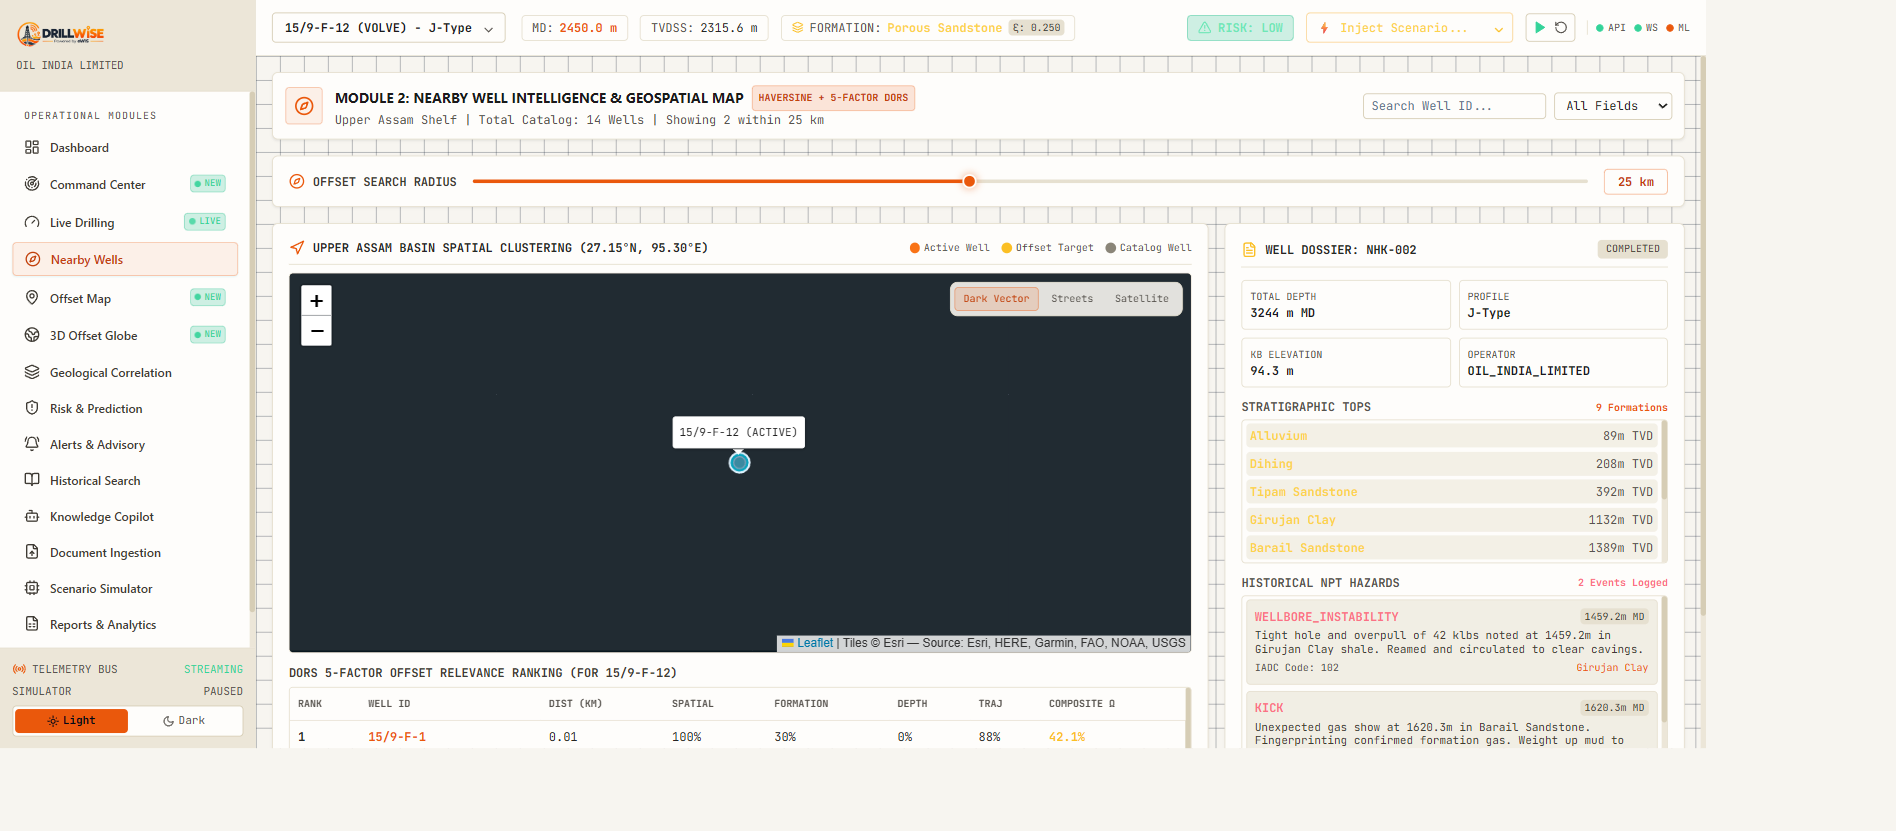 DRILLWISE
Powered by eWIS
OIL INDIA LIMITED
OPERATIONAL MODULES
Dashboard
Command Center
NEW
Live Drilling
LIVE
Nearby Wells
Offset Map
NEW
3D Offset Globe
NEW
Geological Correlation
Risk & Prediction
Alerts & Advisory
Historical Search
Knowledge Copilot
Document Ingestion
Scenario Simulator
Reports & Analytics
TELEMETRY BUS STREAMING
SIMULATOR PAUSED
Light Dark
15/9-F-12 (VOLVE) - J-Type
MD: 2450.0 m
TVDSS: 2315.6 m
FORMATION: Porous Sandstone ξ: 0.250
RISK: LOW
Inject Scenario...
API WS ML
MODULE 2: NEARBY WELL INTELLIGENCE & GEOSPATIAL MAP
HAVERSINE + 5-FACTOR DORS
Upper Assam Shelf | Total Catalog: 14 Wells | Showing 2 within 25 km
Search Well ID...
All Fields
OFFSET SEARCH RADIUS
25 km
UPPER ASSAM BASIN SPATIAL CLUSTERING (27.15°N, 95.30°E)
Active Well Offset Target Catalog Well
+
−
Dark Vector Streets Satellite
15/9-F-12 (ACTIVE)
Leaflet | Tiles © Esri — Source: Esri, HERE, Garmin, FAO, NOAA, USGS
DORS 5-FACTOR OFFSET RELEVANCE RANKING (FOR 15/9-F-12)
RANK WELL ID DIST (KM) SPATIAL FORMATION DEPTH TRAJ COMPOSITE Ω
1 15/9-F-1 0.01 100% 30% 0% 88% 42.1%
WELL DOSSIER: NHK-002
COMPLETED
TOTAL DEPTH
3244 m MD
PROFILE
J-Type
KB ELEVATION
94.3 m
OPERATOR
OIL_INDIA_LIMITED
STRATIGRAPHIC TOPS 9 Formations
Alluvium 89m TVD
Dihing 208m TVD
Tipam Sandstone 392m TVD
Girujan Clay 1132m TVD
Barail Sandstone 1389m TVD
HISTORICAL NPT HAZARDS 2 Events Logged
WELLBORE_INSTABILITY 1459.2m MD
Tight hole and overpull of 42 klbs noted at 1459.2m in
Girujan Clay shale. Reamed and circulated to clear cavings.
IADC Code: 102 Girujan Clay
KICK 1620.3m MD
Unexpected gas show at 1620.3m in Barail Sandstone.
Fingerprinting confirmed formation gas. Weight up mud to